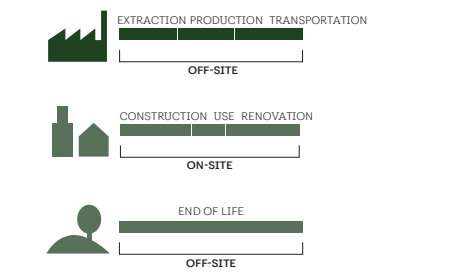 EXTRACTION PRODUCTION TRANSPORTATION
OFF-SITE
CONSTRUCTION USE RENOVATION
ON-SITE
END OF LIFE
OFF-SITE